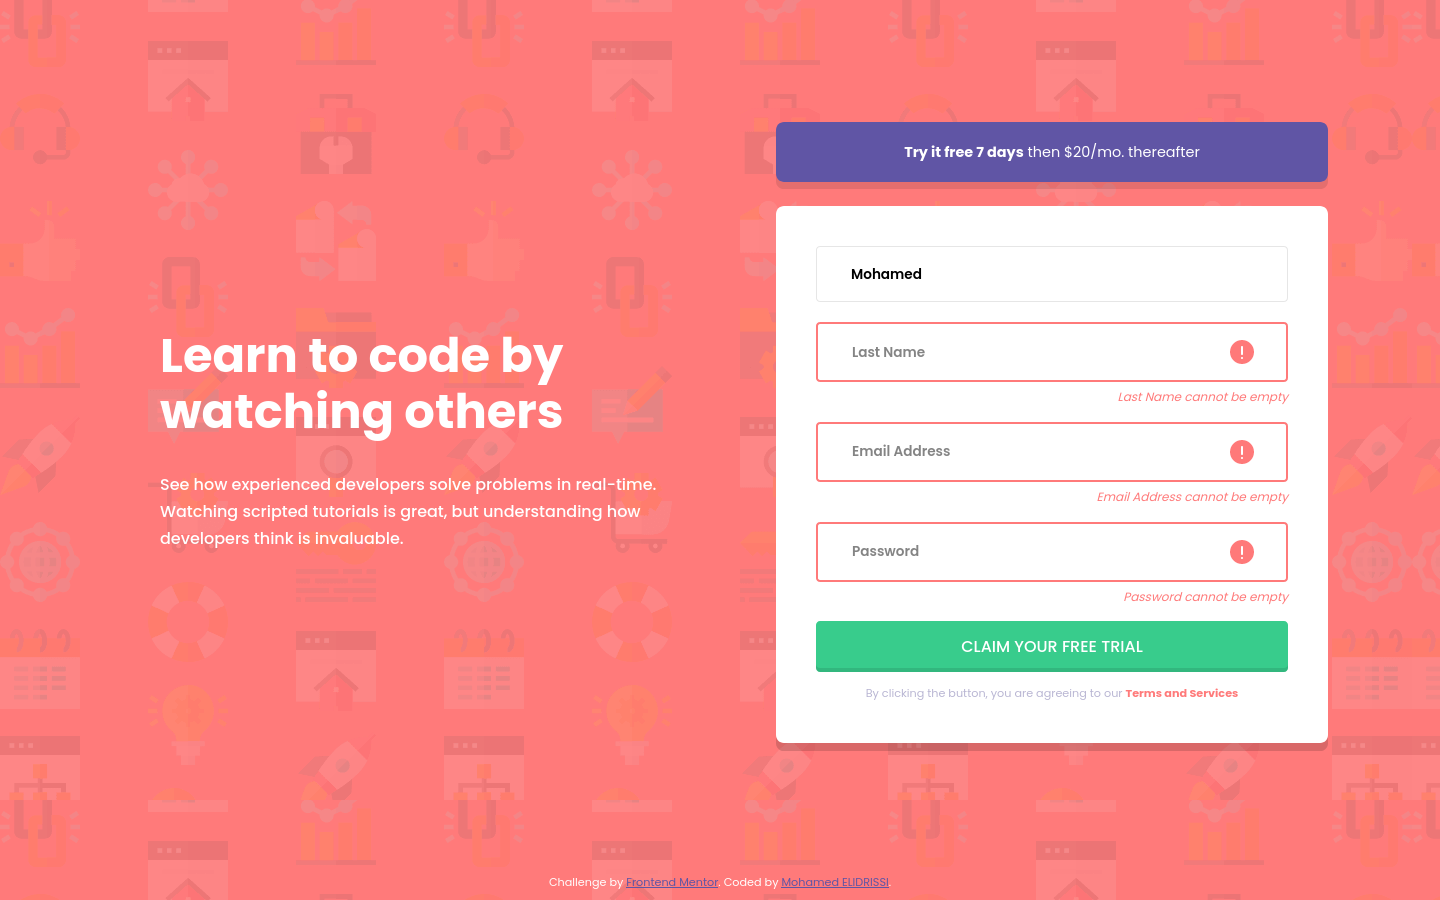 Try it free 7 days then $20/mo. thereafter
Mohamed
Learn to code by
watching others
See how experienced developers solve problems in real-time.
Watching scripted tutorials is great, but understanding how
developers think is invaluable.
Last Name
Last Name cannot be empty
Email Address
Email Address cannot be empty
Password
Password cannot be empty
CLAIM YOUR FREE TRIAL
By clicking the button, you are agreeing to our Terms and Services
Challenge by Frontend Mentor. Coded by Mohamed ELIDRISSI.